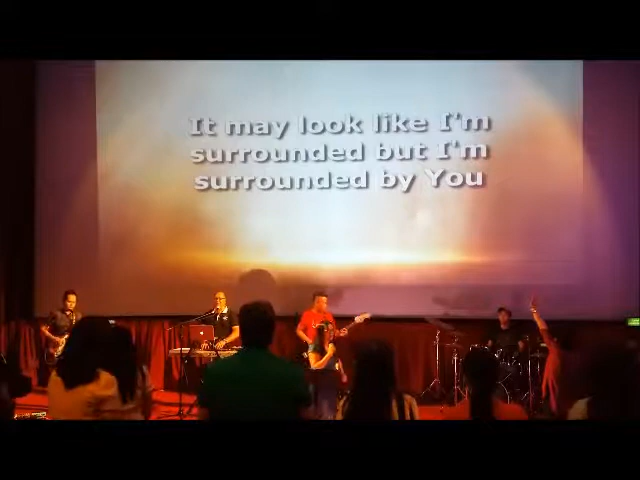 It may look like I'm
surrounded but I'm
surrounded by You